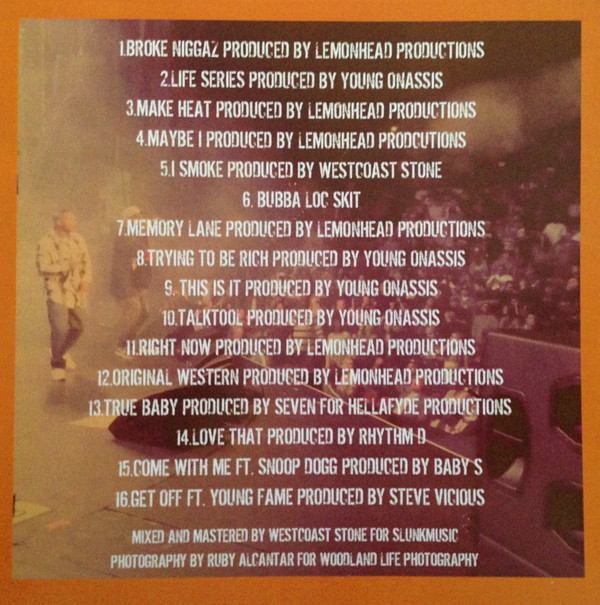 1.BROKE NIGGAZ PRODUCED BY LEMONHEAD PRODUCTIONS
2.LIFE SERIES PRODUCED BY YOUNG ONASSIS
3.MAKE HEAT PRODUCED BY LEMONHEAD PRODUCTIONS
4.MAYBE I PRODUCED BY LEMONHEAD PRODCUTIONS
5.I SMOKE PRODUCED BY WESTCOAST STONE
6. BUBBA LOC SKIT
7.MEMORY LANE PRODUCED BY LEMONHEAD PRODUCTIONS
8.TRYING TO BE RICH PRODUCED BY YOUNG ONASSIS
9. THIS IS IT PRODUCED BY YOUNG ONASSIS
10.TALKTOOL PRODUCED BY YOUNG ONASSIS
11.RIGHT NOW PRODUCED BY LEMONHEAD PRODUCTIONS
12.ORIGINAL WESTERN PRODUCED BY LEMONHEAD PRODUCTIONS
13.TRUE BABY PRODUCED BY SEVEN FOR HELLAFYDE PRODUCTIONS
14.LOVE THAT PRODUCED BY RHYTHM D
15.COME WITH ME FT. SNOOP DOGG PRODUCED BY BABY S
16.GET OFF FT. YOUNG FAME PRODUCED BY STEVE VICIOUS
MIXED AND MASTERED BY WESTCOAST STONE FOR SLUNKMUSIC
PHOTOGRAPHY BY RUBY ALCANTAR FOR WOODLAND LIFE PHOTOGRAPHY